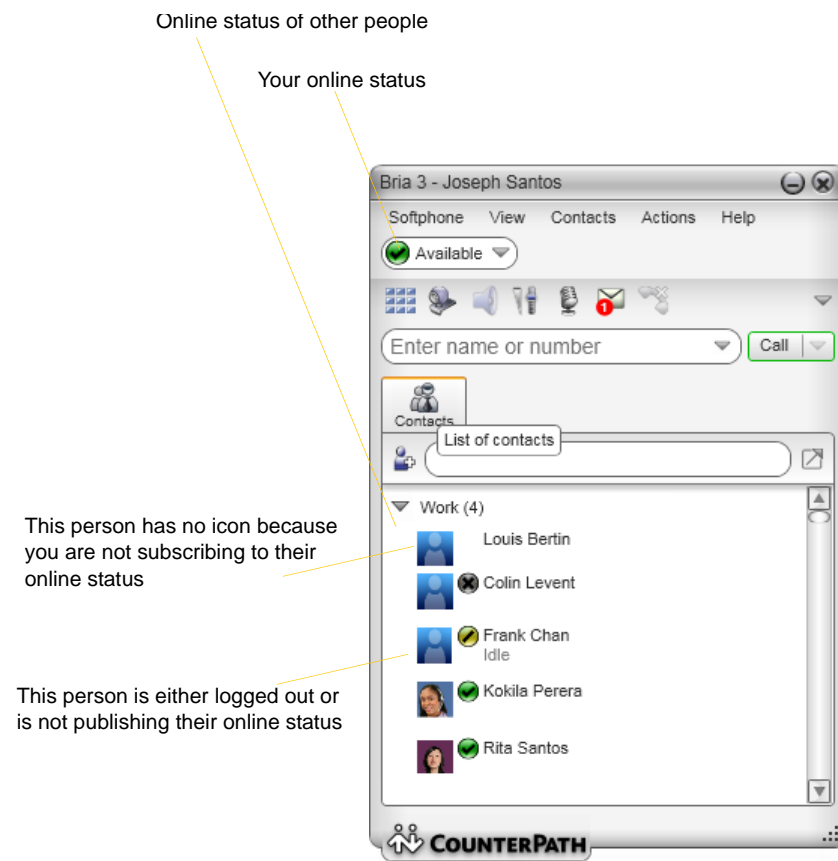 Online status of other people
Your online status
Bria 3 - Joseph Santos
Softphone View Contacts Actions Help
Available
1
Enter name or number
Call
Contacts
List of contacts
Work (4)
This person has no icon because
you are not subscribing to their
online status
Louis Bertin
Colin Levent
Frank Chan
Idle
This person is either logged out or
is not publishing their online status
Kokila Perera
Rita Santos
COUNTERPATH